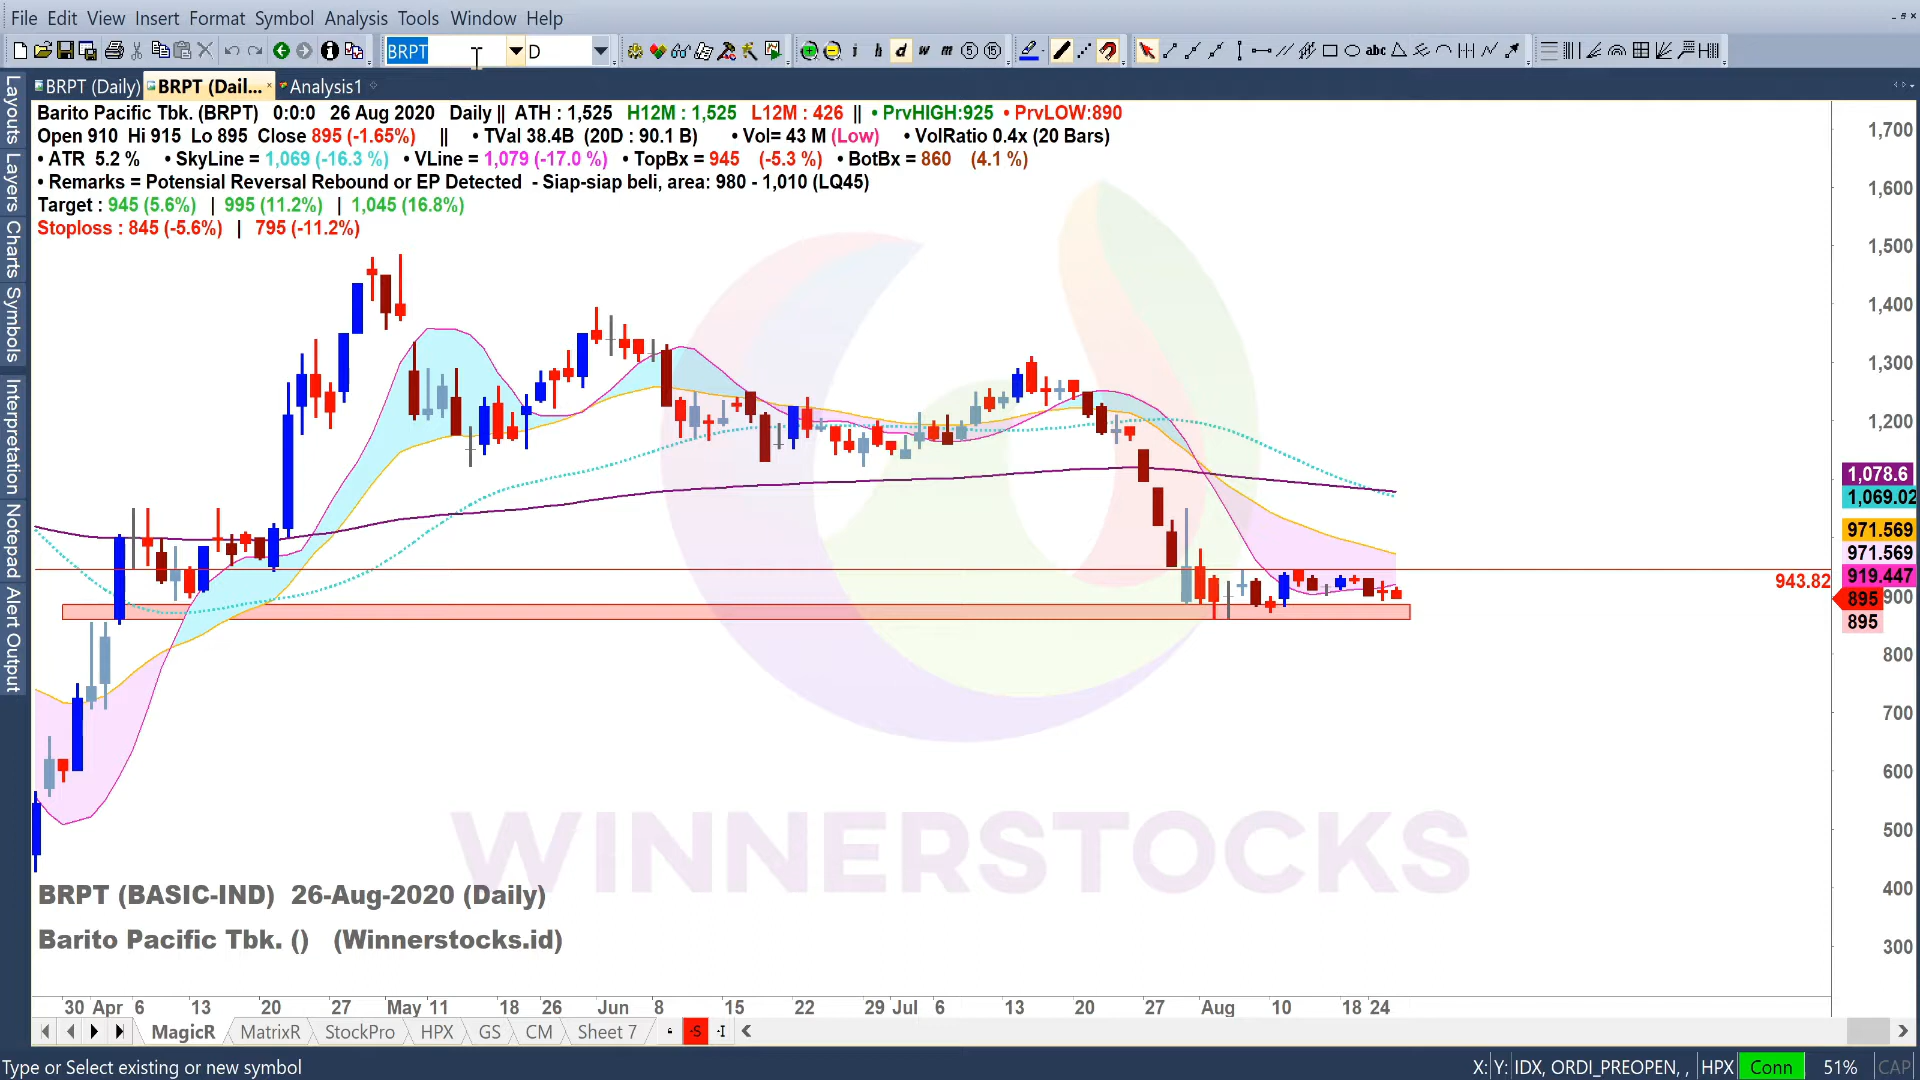 File Edit View Insert Format Symbol Analysis Tools Window Help
BRPT D i h d w m 5 15 abc
BRPT (Daily) BRPT (Dail... Analysis1
Barito Pacific Tbk. (BRPT) 0:0:0 26 Aug 2020 Daily || ATH : 1,525 H12M : 1,525 L12M : 426 || • PrvHIGH:925 • PrvLOW:890
Open 910 Hi 915 Lo 895 Close 895 (-1.65%) || • TVal 38.4B (20D : 90.1 B) • Vol= 43 M (Low) • VolRatio 0.4x (20 Bars)
• ATR 5.2 % • SkyLine = 1,069 (-16.3 %) • VLine = 1,079 (-17.0 %) • TopBx = 945 (-5.3 %) • BotBx = 860 (4.1 %)
• Remarks = Potensial Reversal Rebound or EP Detected - Siap-siap beli, area: 980 - 1,010 (LQ45)
Target : 945 (5.6%) | 995 (11.2%) | 1,045 (16.8%)
Stoploss : 845 (-5.6%) | 795 (-11.2%)
Layouts
Layers
Charts
Symbols
Interpretation
Notepad
Alert Output
1,700
1,600
1,500
1,400
1,300
1,200
1,078.6
1,069.02
971.569
971.569
919.447
943.82
895
900
895
800
700
600
500
400
300
WINNERSTOCKS
BRPT (BASIC-IND) 26-Aug-2020 (Daily)
Barito Pacific Tbk. () (Winnerstocks.id)
30 Apr 6 13 20 27 May 11 18 26 Jun 8 15 22 29 Jul 6 13 20 27 Aug 10 18 24
MagicR MatrixR StockPro HPX GS CM Sheet 7 -S -I
Type or Select existing or new symbol
X: Y: IDX, ORDI_PREOPEN, , HPX Conn 51% CAP